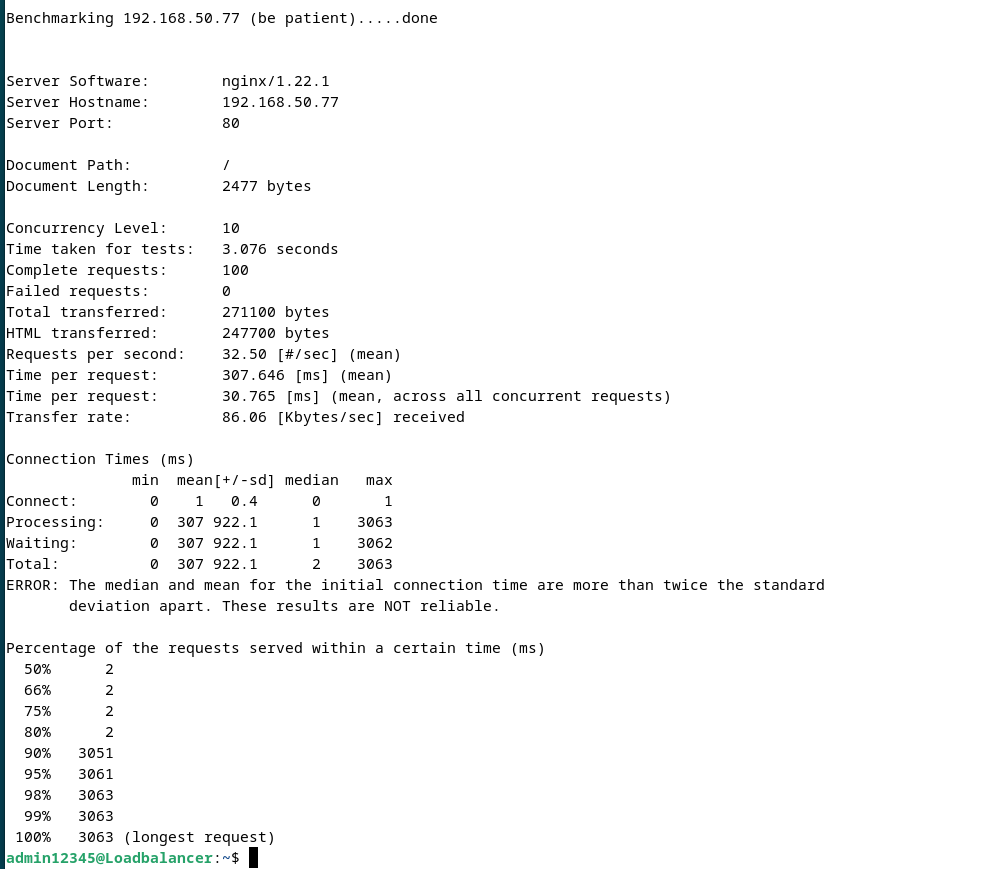 Benchmarking 192.168.50.77 (be patient).....done
Server Software:        nginx/1.22.1
Server Hostname:        192.168.50.77
Server Port:            80
Document Path:          /
Document Length:        2477 bytes
Concurrency Level:      10
Time taken for tests:   3.076 seconds
Complete requests:      100
Failed requests:        0
Total transferred:      271100 bytes
HTML transferred:       247700 bytes
Requests per second:    32.50 [#/sec] (mean)
Time per request:       307.646 [ms] (mean)
Time per request:       30.765 [ms] (mean, across all concurrent requests)
Transfer rate:          86.06 [Kbytes/sec] received
Connection Times (ms)
              min  mean[+/-sd] median   max
Connect:        0    1   0.4      0       1
Processing:     0  307 922.1      1    3063
Waiting:        0  307 922.1      1    3062
Total:          0  307 922.1      2    3063
ERROR: The median and mean for the initial connection time are more than twice the standard
       deviation apart. These results are NOT reliable.
Percentage of the requests served within a certain time (ms)
  50%      2
  66%      2
  75%      2
  80%      2
  90%   3051
  95%   3061
  98%   3063
  99%   3063
 100%   3063 (longest request)
admin12345@Loadbalancer:~$